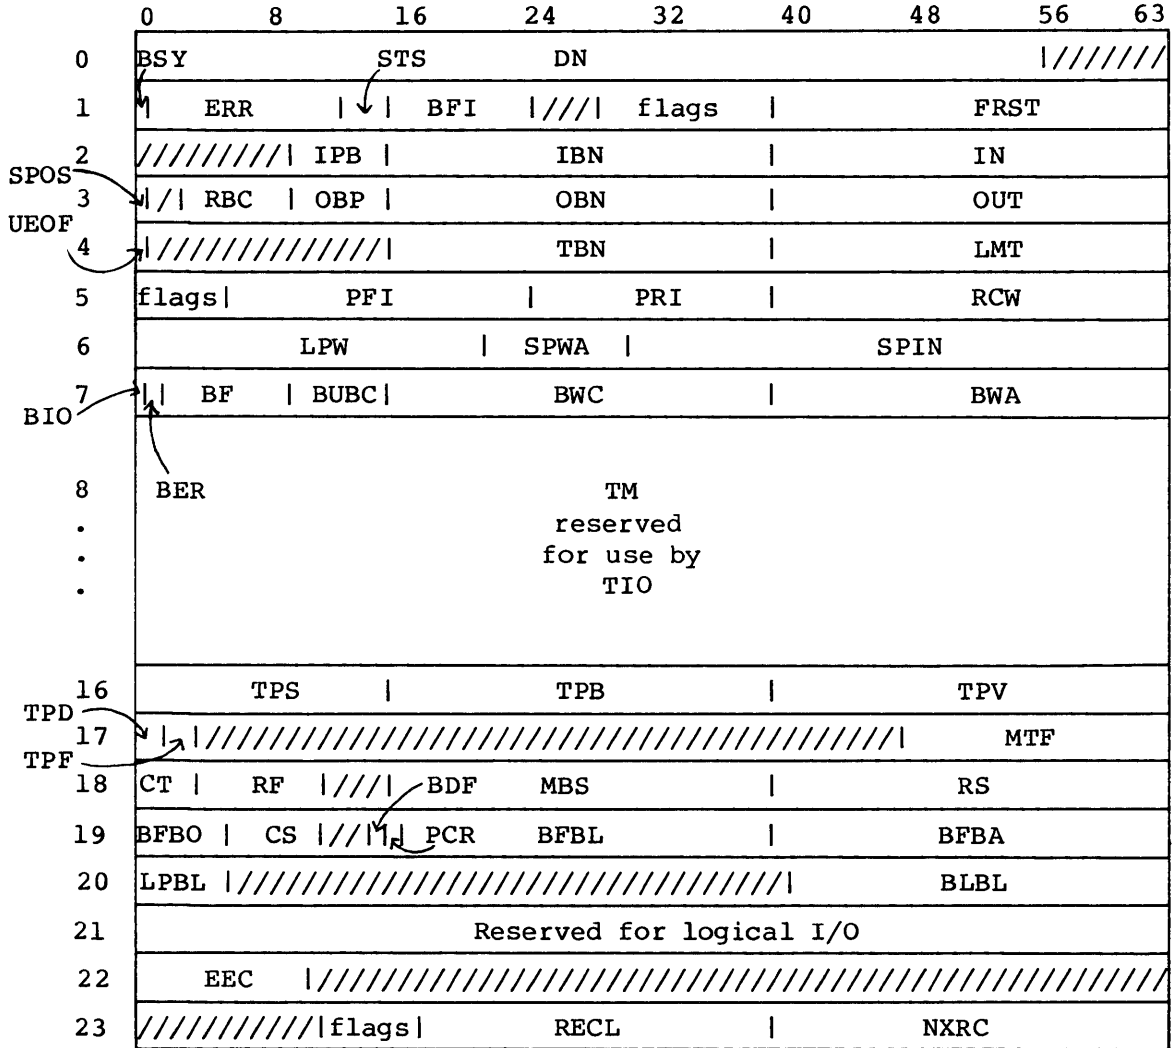 0 8 16 24 32 40 48 56 63
0 BSY STS DN |///////
1 | ERR | | BFI |///| flags | FRST
2 /////////| IPB | IBN | IN
SPOS
3 |/| RBC | OBP | OBN | OUT
UEOF
4 |//////////////| TBN | LMT
5 flags| PFI | PRI | RCW
6 LPW | SPWA | SPIN
7 | | BF | BUBC| BWC | BWA
BIO
8 BER TM
. reserved
. for use by
. TIO
16 TPS | TPB | TPV
TPD
17 | |///////////////////////////////////////////| MTF
TPF
18 CT | RF |///| BDF MBS | RS
19 BFBO | CS |//| | | PCR BFBL | BFBA
20 LPBL |//////////////////////////////////| BLBL
21 Reserved for logical I/O
22 EEC |/////////////////////////////////////////////////////
23 ///////////|flags| RECL | NXRC